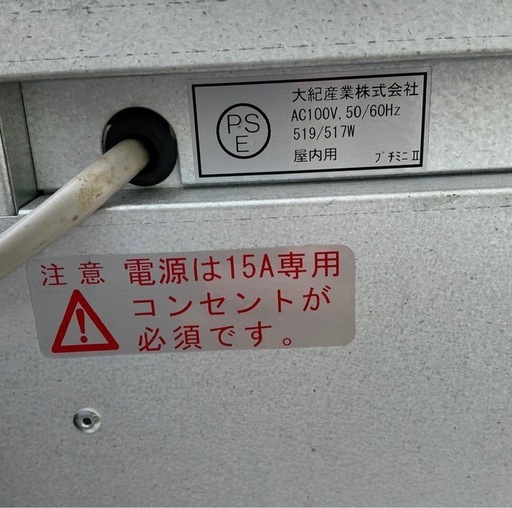 PS
E
大紀産業株式会社
AC100V, 50/60Hz
519/517W
屋内用 プチミニⅡ
注意 電源は15A専用
コンセントが
必須です。